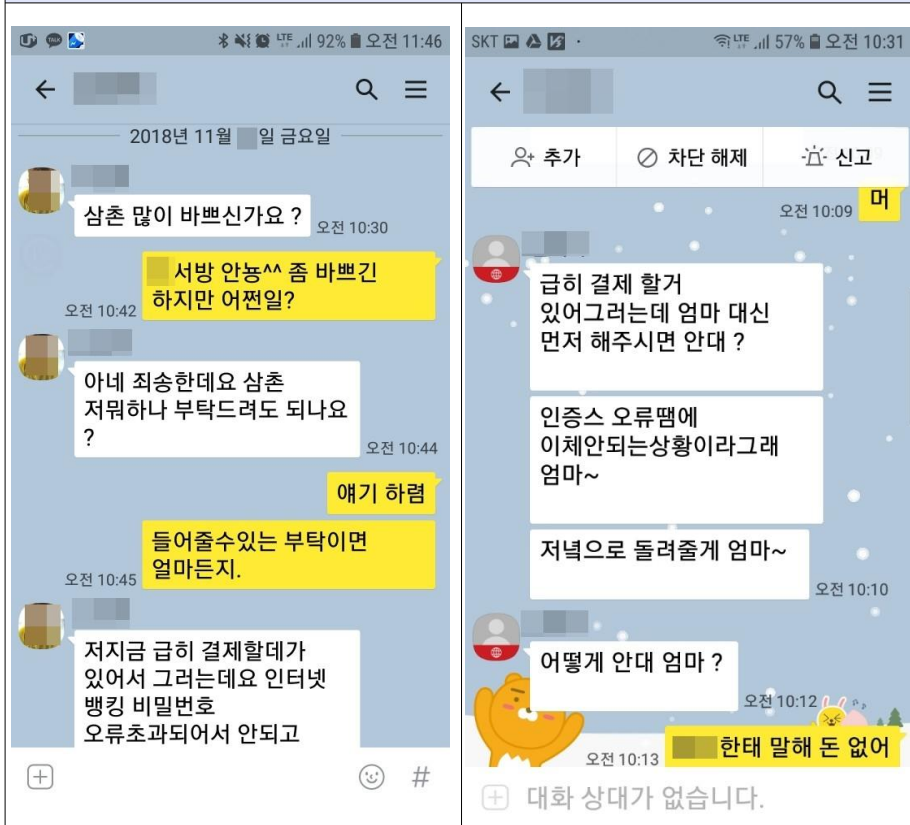 LTE 92% 오전 11:46
2018년 11월 일 금요일
삼촌 많이 바쁘신가요 ?
오전 10:30
서방 안뇽^^ 좀 바쁘긴
하지만 어쩐일?
오전 10:42
아네 죄송한데요 삼촌
저뭐하나 부탁드려도 되나요
?
오전 10:44
얘기 하렴
들어줄수있는 부탁이면
얼마든지.
오전 10:45
저지금 급히 결제할데가
있어서 그러는데요 인터넷
뱅킹 비밀번호
오류초과되어서 안되고
#
SKT LTE 57% 오전 10:31
추가
차단 해제
신고
머
오전 10:09
급히 결제 할거
있어그러는데 엄마 대신
먼저 해주시면 안대 ?
인증스 오류땜에
이체안되는상황이라그래
엄마~
저녘으로 돌려줄게 엄마~
오전 10:10
어떻게 안대 엄마 ?
오전 10:12
한태 말해 돈 없어
오전 10:13
대화 상대가 없습니다.